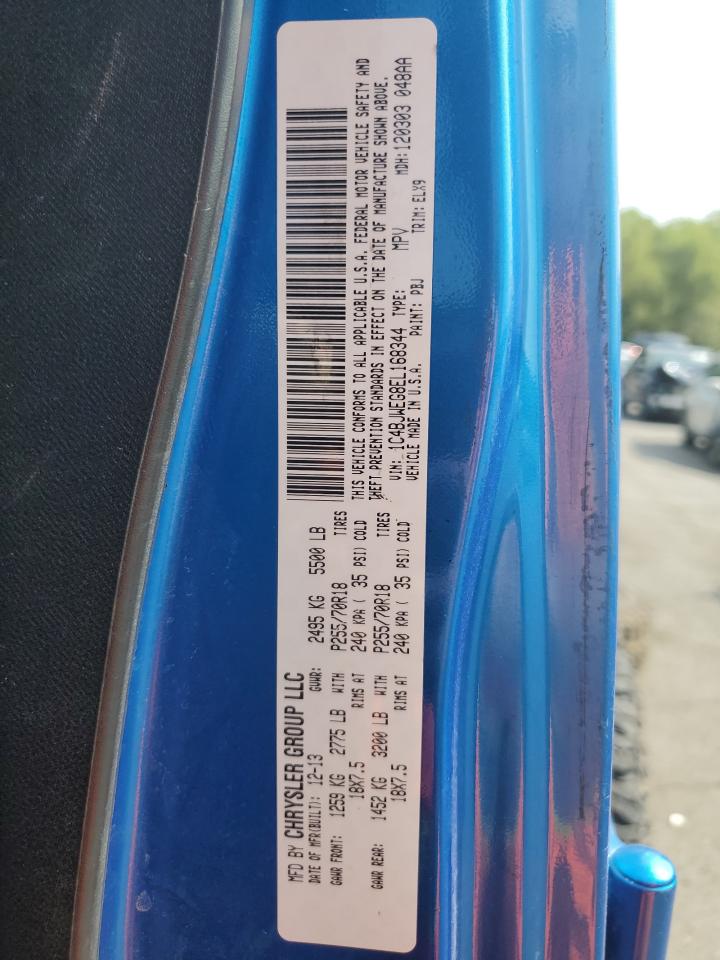 MFD BY CHRYSLER GROUP LLC
DATE OF MFR(BUILT): 12-13 GVWR: 2495 KG 5500 LB
GAWR FRONT: 1259 KG 2775 LB WITH P255/70R18 TIRES
18X7.5 RIMS AT 240 KPA ( 35 PSI) COLD
GAWR REAR: 1452 KG 3200 LB WITH P255/70R18 TIRES
18X7.5 RIMS AT 240 KPA ( 35 PSI) COLD
THIS VEHICLE CONFORMS TO ALL APPLICABLE U.S.A. FEDERAL MOTOR VEHICLE SAFETY AND
THEFT PREVENTION STANDARDS IN EFFECT ON THE DATE OF MANUFACTURE SHOWN ABOVE.
VIN: 1C4BJWEG8EL168344 TYPE: MPV MDH:120303 048AA
VEHICLE MADE IN U.S.A. PAINT: PBJ TRIM: ELX9